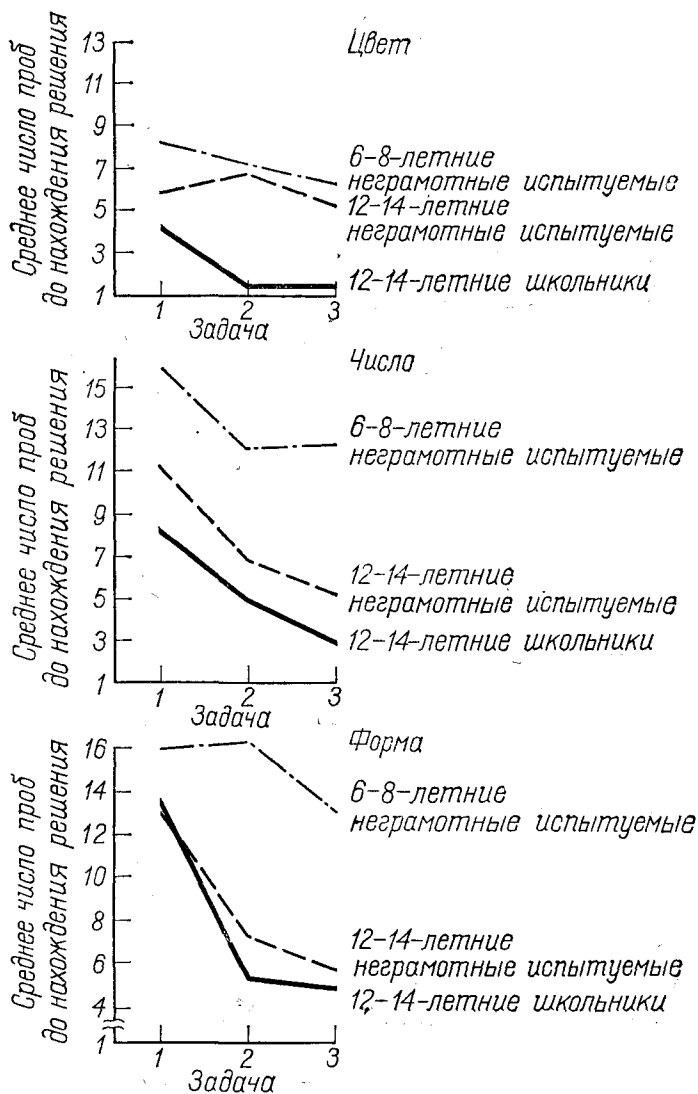 Среднее число проб
до нахождения решения
13
11
9
7
5
3
1
1 2 3
Задача
Цвет
6-8-летние
неграмотные испытуемые
12-14-летние
неграмотные испытуемые
12-14-летние школьники
Среднее число проб
до нахождения решения
15
13
11
9
7
5
3
1
1 2 3
Задача
Число
6-8-летние
неграмотные испытуемые
12-14-летние
неграмотные испытуемые
12-14-летние школьники
Среднее число проб
до нахождения решения
16
14
12
10
8
6
4
1
1 2 3
Задача
Форма
6-8-летние
неграмотные испытуемые
12-14-летние
неграмотные испытуемые
12-14-летние школьники